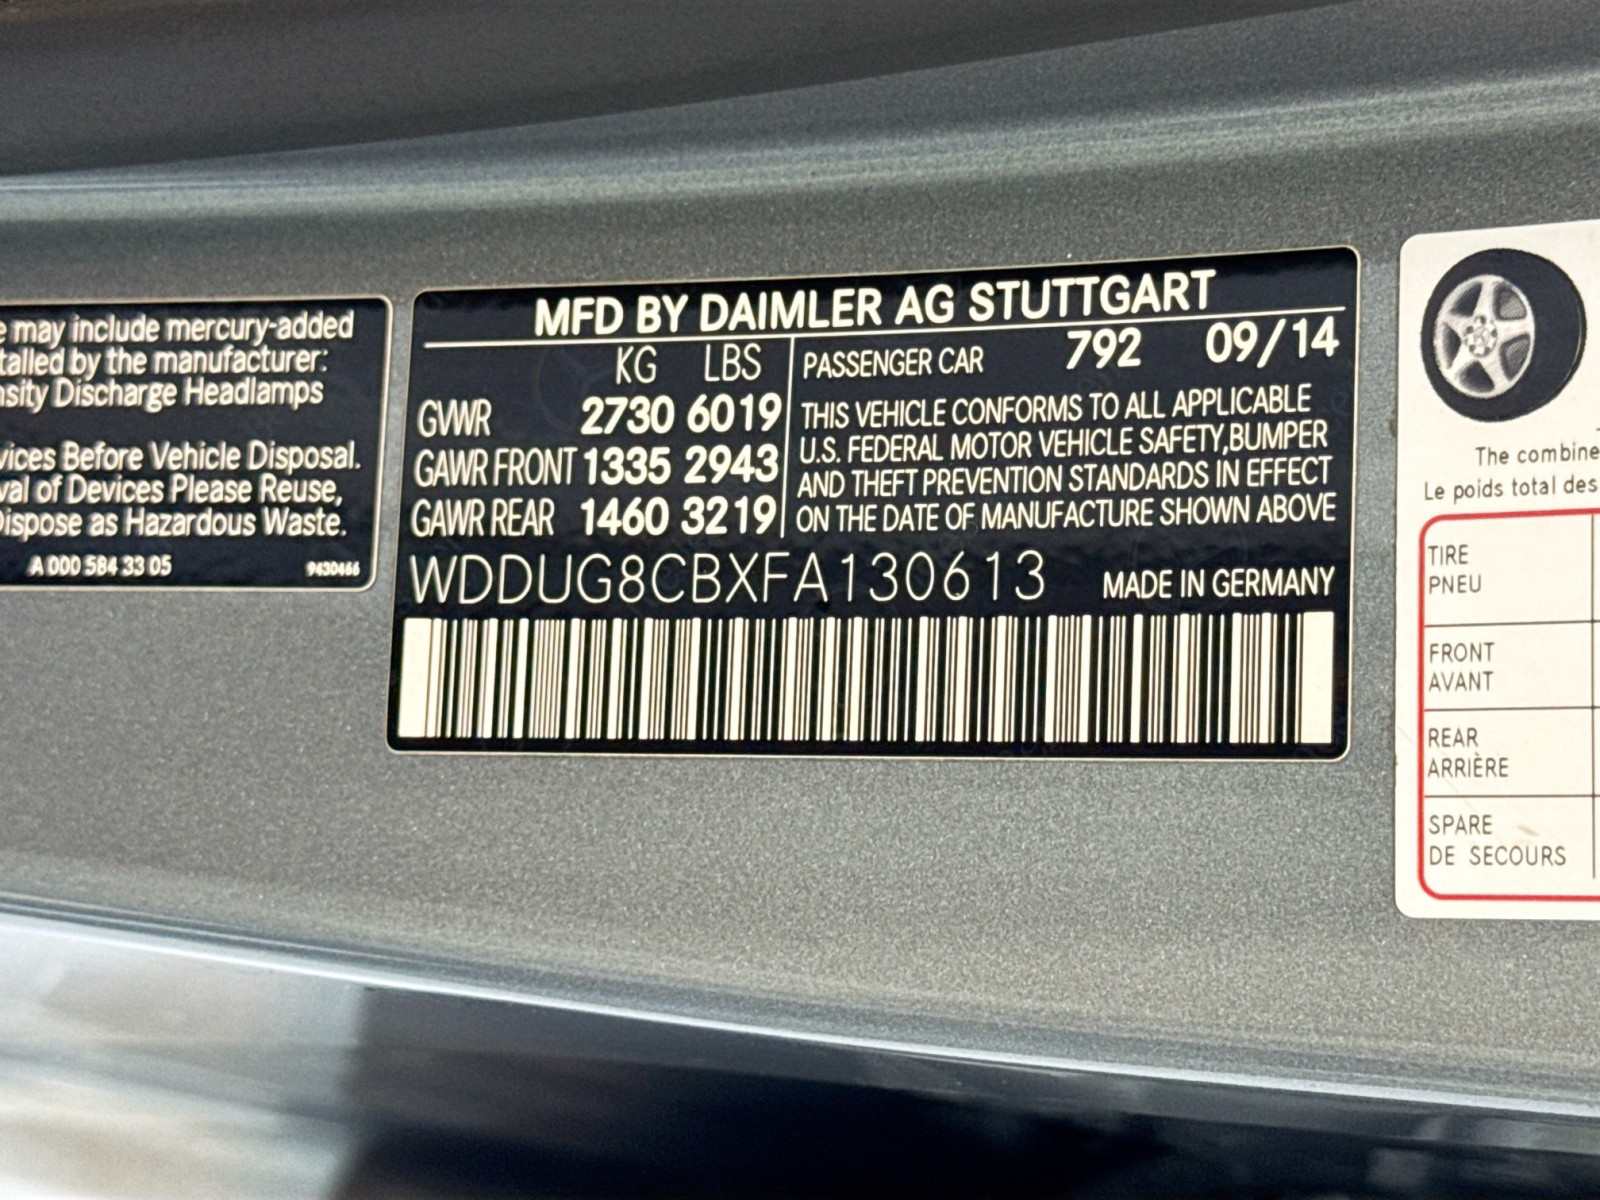 e may include mercury-added
talled by the manufacturer:
nsity Discharge Headlamps
vices Before Vehicle Disposal.
val of Devices Please Reuse,
Dispose as Hazardous Waste.
A 000 584 33 05 9430466
MFD BY DAIMLER AG STUTTGART
KG LBS
GVWR 2730 6019
GAWR FRONT 1335 2943
GAWR REAR 1460 3219
PASSENGER CAR 792 09/14
THIS VEHICLE CONFORMS TO ALL APPLICABLE
U.S. FEDERAL MOTOR VEHICLE SAFETY,BUMPER
AND THEFT PREVENTION STANDARDS IN EFFECT
ON THE DATE OF MANUFACTURE SHOWN ABOVE
WDDUG8CBXFA130613 MADE IN GERMANY
The combine
Le poids total des
TIRE
PNEU
FRONT
AVANT
REAR
ARRIÈRE
SPARE
DE SECOURS